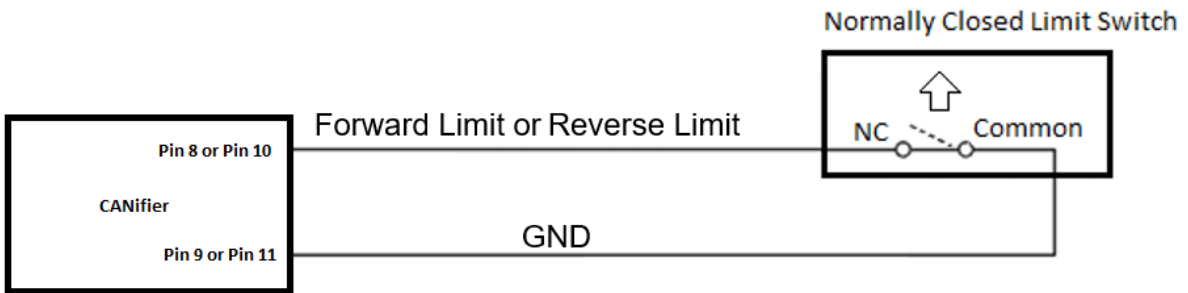 Normally Closed Limit Switch
Forward Limit or Reverse Limit
NC
Common
Pin 8 or Pin 10
CANifier
GND
Pin 9 or Pin 11